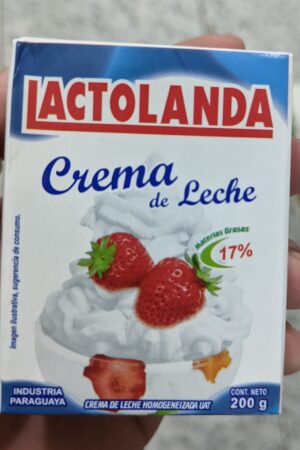 LACTOLANDA
Crema
de Leche
Materias Grasas
17%
Imagen ilustrativa, sugerencia de consumo.
INDUSTRIA
PARAGUAYA
CREMA DE LECHE HOMOGENEIZADA UAT
CONT. NETO
200 g